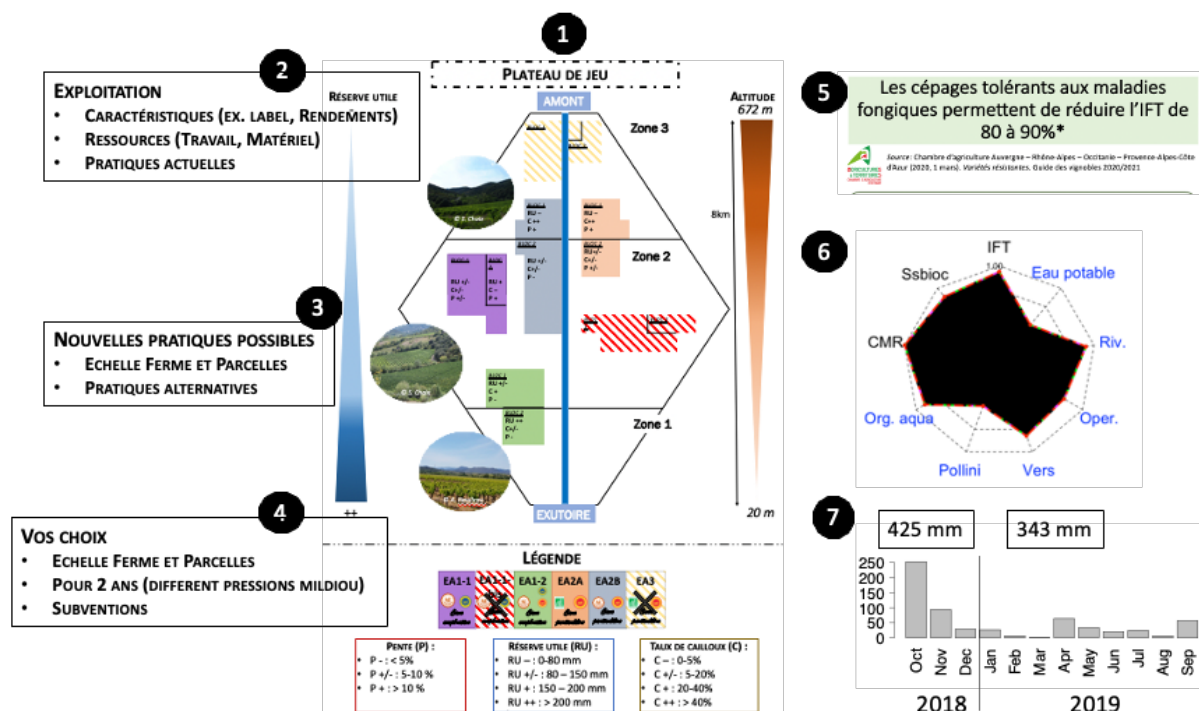 1
2
EXPLOITATION
• CARACTÉRISTIQUES (EX. LABEL, RENDEMENTS)
• RESSOURCES (TRAVAIL, MATÉRIEL)
• PRATIQUES ACTUELLES
3
NOUVELLES PRATIQUES POSSIBLES
• ECHELLE FERME ET PARCELLES
• PRATIQUES ALTERNATIVES
4
VOS CHOIX
• ECHELLE FERME ET PARCELLES
• POUR 2 ANS (DIFFERENT PRESSIONS MILDIOU)
• SUBVENTIONS
PLATEAU DE JEU
RÉSERVE UTILE
++
AMONT
Zone 3
RU –
C ++
P +
RU –
C++
P +
Zone 2
RU +/-
C+/-
P -
RU+/-
C+/-
P +/-
RU +/-
C+/-
P +/-
RU +
C –
P +
RU +/-
C +
P -
RU ++
C+/-
P -
Zone 1
EXUTOIRE
ALTITUDE
672 m
8km
20 m
LÉGENDE
EA1-1
EA1-1-
EA1-2
EA2A
EA2B
EA3
PENTE (P) :
• P - : < 5%
• P +/- : 5-10 %
• P + : > 10 %
RÉSERVE UTILE (RU) :
• RU – : 0-80 mm
• RU +/- : 80 – 150 mm
• RU + : 150 – 200 mm
• RU ++ : > 200 mm
TAUX DE CAILLOUX (C) :
• C – : 0-5%
• C +/- : 5-20%
• C + : 20-40%
• C ++ : > 40%
5
Les cépages tolérants aux maladies
fongiques permettent de réduire l'IFT de
80 à 90%*
Source: Chambre d'agriculture Auvergne – Rhône-Alpes – Occitanie – Provence-Alpes-Côte
d'Azur (2020, 1 mars). Variétés résistantes. Guide des vignobles 2020/2021
AGRICULTURES
& TERRITOIRES
6
IFT
1.00
Eau potable
Riv.
Oper.
Vers
Pollini
Org. aqua
CMR
Ssbioc
7
425 mm
343 mm
250
200
150
100
50
0
Oct
Nov
Dec
Jan
Feb
Mar
Apr
May
Jun
Jul
Aug
Sep
2018
2019